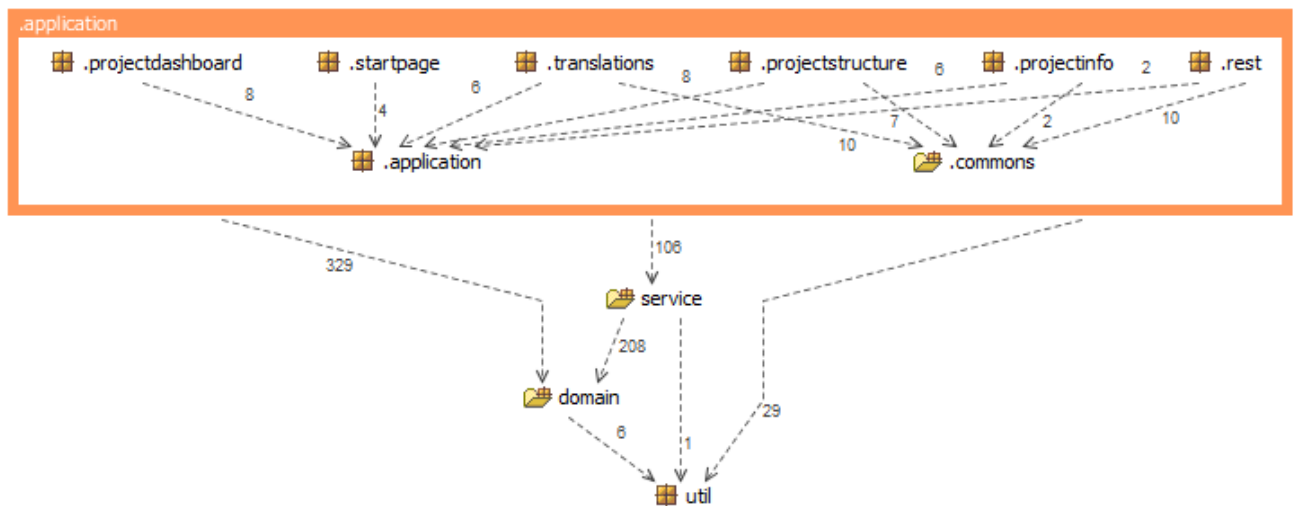 .application
.projectdashboard .startpage .translations .projectstructure .projectinfo .rest
8 4 6 8 6 2
10 7 2 10
.application .commons
329 106
service
208
domain
6 1 29
util